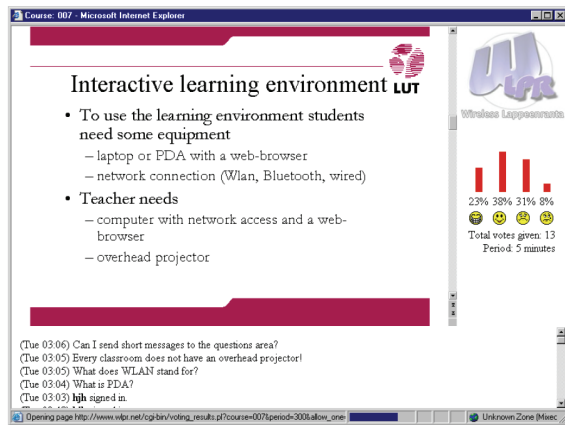 Course: 007 - Microsoft Internet Explorer
LUT
Interactive learning environment
• To use the learning environment students
need some equipment
– laptop or PDA with a web-browser
– network connection (Wlan, Bluetooth, wired)
• Teacher needs
– computer with network access and a web-
browser
– overhead projector
WLPR
Wireless Lappeenranta
23% 38% 31% 8%
Total votes given: 13
Period: 5 minutes
(Tue 03:06) Can I send short messages to the questions area?
(Tue 03:05) Every classroom does not have an overhead projector!
(Tue 03:05) What does WLAN stand for?
(Tue 03:04) What is PDA?
(Tue 03:03) hjh signed in.
Opening page http://www.wlpr.net/cgi-bin/voting_results.pl?course=007&period=300&allow_one
Unknown Zone (Mixed